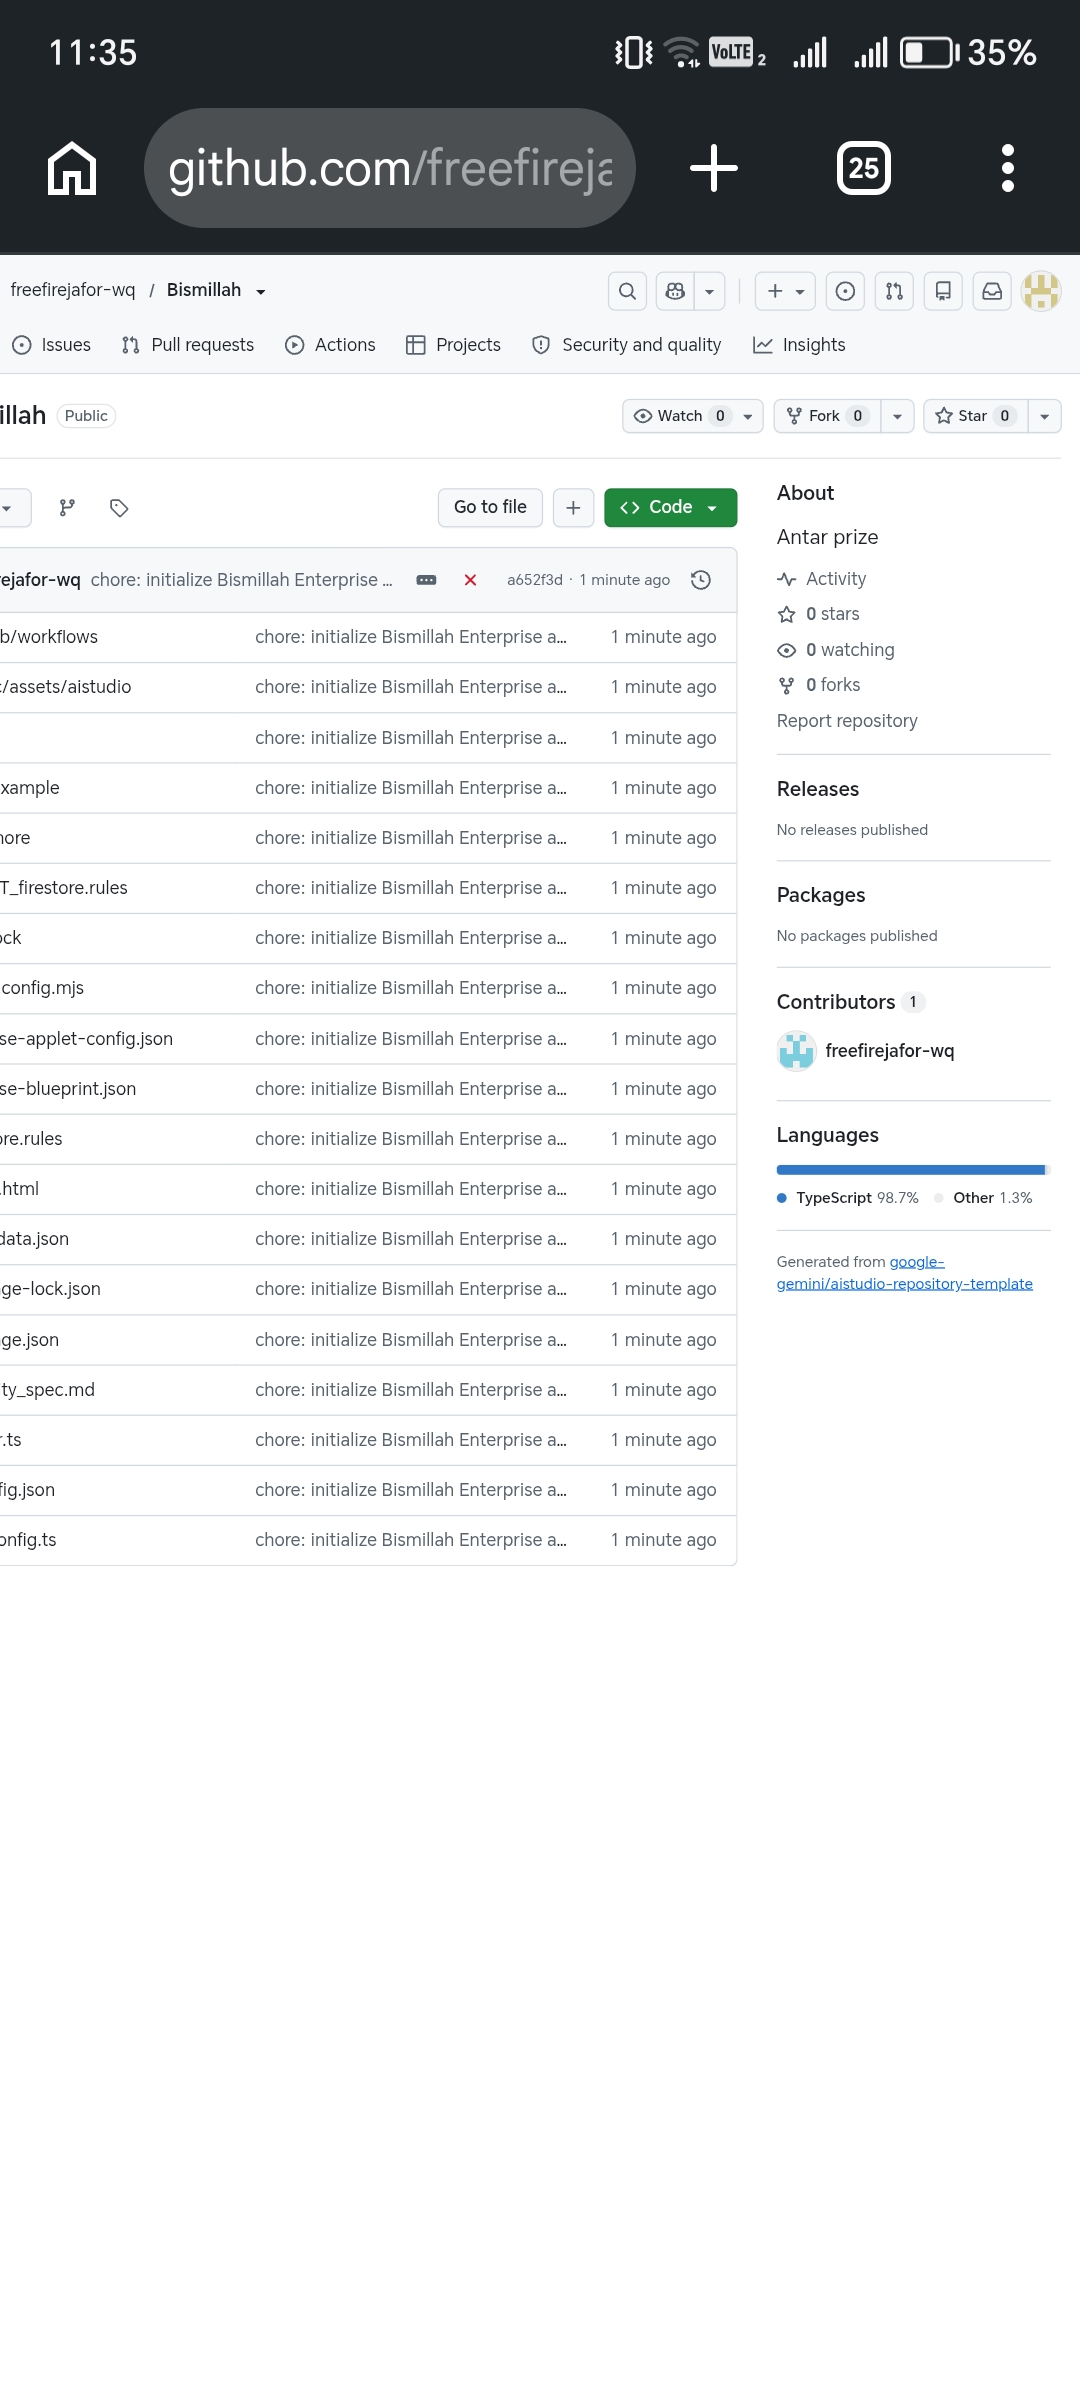 11:35
VoLTE 2
35%
github.com/freefireja
25
freefirejafor-wq / Bismillah
Issues
Pull requests
Actions
Projects
Security and quality
Insights
illah
Public
Watch 0
Fork 0
Star 0
Go to file
Code
rejafor-wq chore: initialize Bismillah Enterprise ...
a652f3d · 1 minute ago
b/workflows chore: initialize Bismillah Enterprise a... 1 minute ago
/assets/aistudio chore: initialize Bismillah Enterprise a... 1 minute ago
chore: initialize Bismillah Enterprise a... 1 minute ago
xample chore: initialize Bismillah Enterprise a... 1 minute ago
nore chore: initialize Bismillah Enterprise a... 1 minute ago
T_firestore.rules chore: initialize Bismillah Enterprise a... 1 minute ago
ock chore: initialize Bismillah Enterprise a... 1 minute ago
.config.mjs chore: initialize Bismillah Enterprise a... 1 minute ago
se-applet-config.json chore: initialize Bismillah Enterprise a... 1 minute ago
se-blueprint.json chore: initialize Bismillah Enterprise a... 1 minute ago
ore.rules chore: initialize Bismillah Enterprise a... 1 minute ago
.html chore: initialize Bismillah Enterprise a... 1 minute ago
data.json chore: initialize Bismillah Enterprise a... 1 minute ago
ge-lock.json chore: initialize Bismillah Enterprise a... 1 minute ago
ge.json chore: initialize Bismillah Enterprise a... 1 minute ago
ty_spec.md chore: initialize Bismillah Enterprise a... 1 minute ago
r.ts chore: initialize Bismillah Enterprise a... 1 minute ago
fig.json chore: initialize Bismillah Enterprise a... 1 minute ago
onfig.ts chore: initialize Bismillah Enterprise a... 1 minute ago
About
Antar prize
Activity
0 stars
0 watching
0 forks
Report repository
Releases
No releases published
Packages
No packages published
Contributors 1
freefirejafor-wq
Languages
TypeScript 98.7%
Other 1.3%
Generated from google-
gemini/aistudio-repository-template